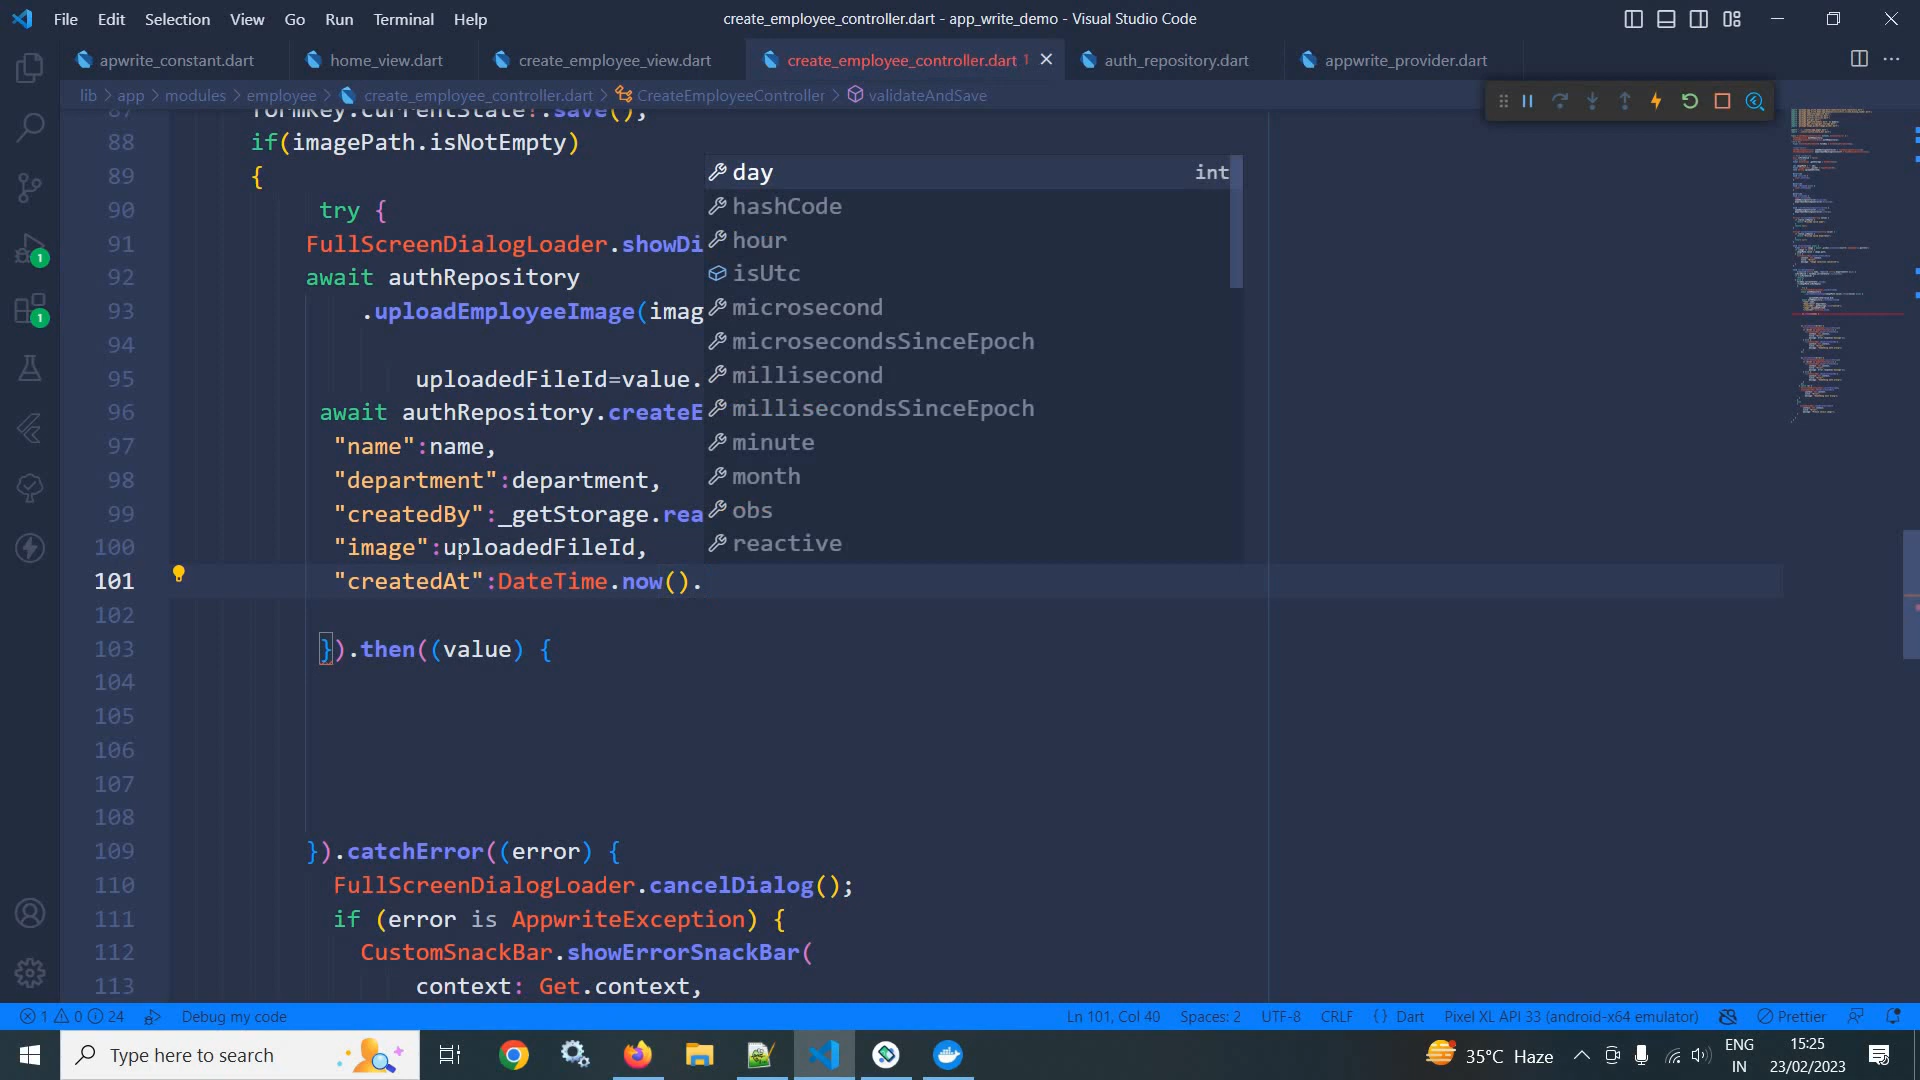 File Edit Selection View Go Run Terminal Help
create_employee_controller.dart - app_write_demo - Visual Studio Code
apwrite_constant.dart
home_view.dart
create_employee_view.dart
create_employee_controller.dart 1
auth_repository.dart
appwrite_provider.dart
lib > app > modules > employee > create_employee_controller.dart > CreateEmployeeController > validateAndSave
87 formKey.currentState?.save();
88 if(imagePath.isNotEmpty)
89 {
90 try {
91 FullScreenDialogLoader.showDi
92 await authRepository
93 .uploadEmployeeImage(imag
94
95 uploadedFileId=value.
96 await authRepository.createE
97 "name":name,
98 "department":department,
99 "createdBy":_getStorage.rea
100 "image":uploadedFileId,
101 "createdAt":DateTime.now().
102
103 }).then((value) {
104
105
106
107
108
109 }).catchError((error) {
110 FullScreenDialogLoader.cancelDialog();
111 if (error is AppwriteException) {
112 CustomSnackBar.showErrorSnackBar(
113 context: Get.context,
day int
hashCode
hour
isUtc
microsecond
microsecondsSinceEpoch
millisecond
millisecondsSinceEpoch
minute
month
obs
reactive
1
1
1 0 24 Debug my code
Ln 101, Col 40 Spaces: 2 UTF-8 CRLF {} Dart Pixel XL API 33 (android-x64 emulator) Prettier
Type here to search
35°C Haze
ENG
IN
15:25
23/02/2023